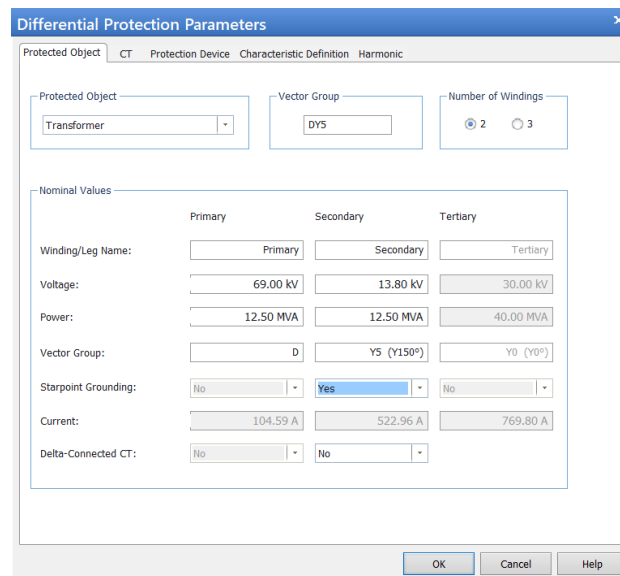 Differential Protection Parameters
Protected Object CT Protection Device Characteristic Definition Harmonic
Protected Object Vector Group Number of Windings
Transformer DY5 2 3
Nominal Values
Primary Secondary Tertiary
Winding/Leg Name: Primary Secondary Tertiary
Voltage: 69.00 kV 13.80 kV 30.00 kV
Power: 12.50 MVA 12.50 MVA 40.00 MVA
Vector Group: D Y5 (Y150º) Y0 (Y0º)
Starpoint Grounding: No Yes No
Current: 104.59 A 522.96 A 769.80 A
Delta-Connected CT: No No
OK Cancel Help